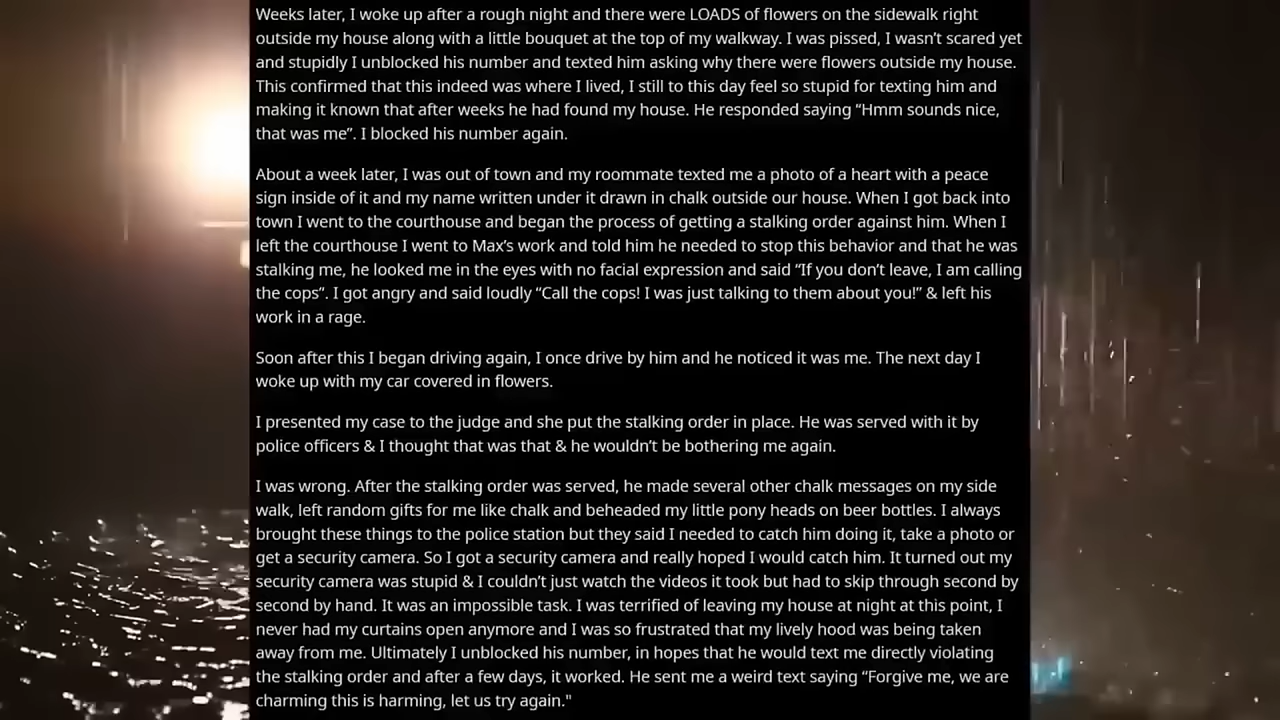 Weeks later, I woke up after a rough night and there were LOADS of flowers on the sidewalk right
outside my house along with a little bouquet at the top of my walkway. I was pissed, I wasn't scared yet
and stupidly I unblocked his number and texted him asking why there were flowers outside my house.
This confirmed that this indeed was where I lived, I still to this day feel so stupid for texting him and
making it known that after weeks he had found my house. He responded saying “Hmm sounds nice,
that was me”. I blocked his number again.
About a week later, I was out of town and my roommate texted me a photo of a heart with a peace
sign inside of it and my name written under it drawn in chalk outside our house. When I got back into
town I went to the courthouse and began the process of getting a stalking order against him. When I
left the courthouse I went to Max's work and told him he needed to stop this behavior and that he was
stalking me, he looked me in the eyes with no facial expression and said “If you don't leave, I am calling
the cops”. I got angry and said loudly “Call the cops! I was just talking to them about you!” & left his
work in a rage.
Soon after this I began driving again, I once drive by him and he noticed it was me. The next day I
woke up with my car covered in flowers.
I presented my case to the judge and she put the stalking order in place. He was served with it by
police officers & I thought that was that & he wouldn't be bothering me again.
I was wrong. After the stalking order was served, he made several other chalk messages on my side
walk, left random gifts for me like chalk and beheaded my little pony heads on beer bottles. I always
brought these things to the police station but they said I needed to catch him doing it, take a photo or
get a security camera. So I got a security camera and really hoped I would catch him. It turned out my
security camera was stupid & I couldn't just watch the videos it took but had to skip through second by
second by hand. It was an impossible task. I was terrified of leaving my house at night at this point, I
never had my curtains open anymore and I was so frustrated that my lively hood was being taken
away from me. Ultimately I unblocked his number, in hopes that he would text me directly violating
the stalking order and after a few days, it worked. He sent me a weird text saying “Forgive me, we are
charming this is harming, let us try again."